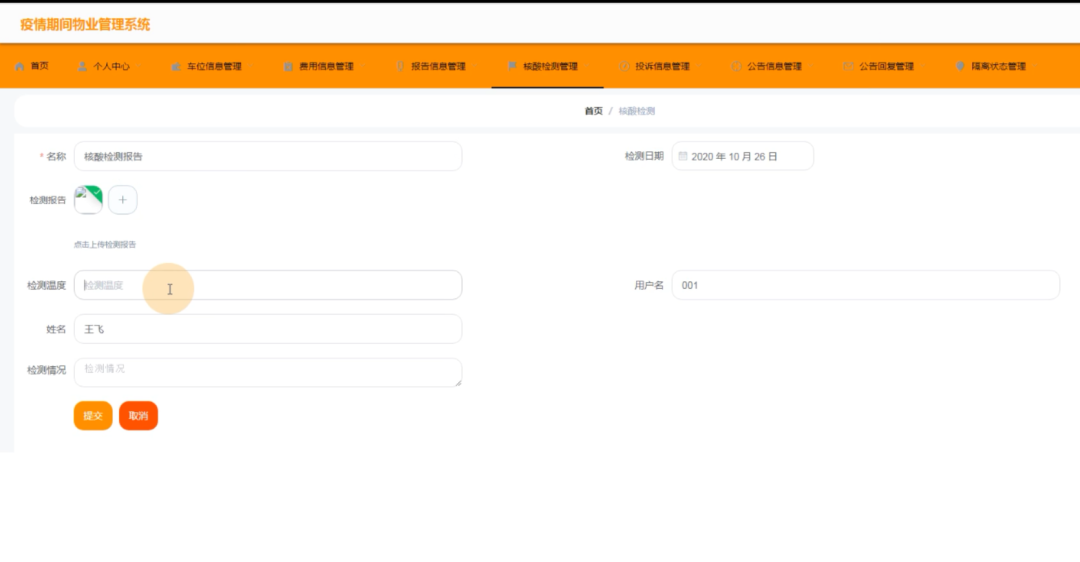 疫情期间物业管理系统
首页 个人中心 车位信息管理 费用信息管理 报告信息管理 核酸检测管理 投诉信息管理 公告信息管理 公告回复管理 隔离状态管理
首页 / 核酸检测
* 名称 核酸检测报告 检测日期 2020 年 10 月 26 日
检测报告 +
点击上传检测报告
检测温度 检测温度 用户名 001
姓名 王飞
检测情况 检测情况
提交 取消